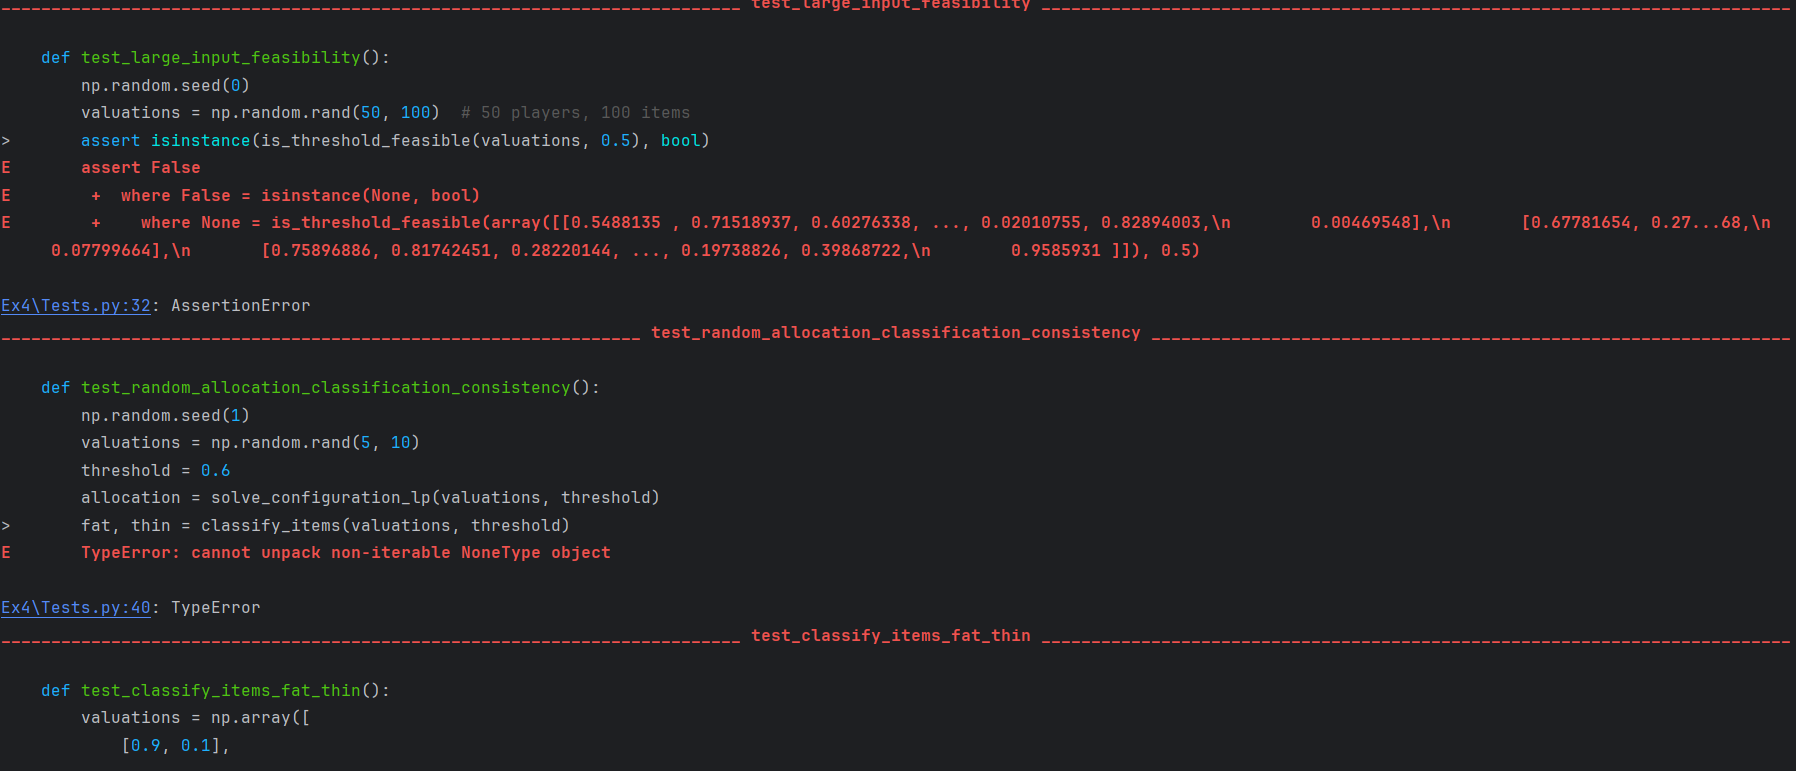 ___________________________________________________________________________ test_large_input_feasibility ___________________________________________________________________________
    def test_large_input_feasibility():
        np.random.seed(0)
        valuations = np.random.rand(50, 100)  # 50 players, 100 items
>       assert isinstance(is_threshold_feasible(valuations, 0.5), bool)
E       assert False
E        +  where False = isinstance(None, bool)
E        +    where None = is_threshold_feasible(array([[0.5488135 , 0.71518937, 0.60276338, ..., 0.02010755, 0.82894003,\n        0.00469548],\n       [0.67781654, 0.27...68,\n
     0.07799664],\n       [0.75896886, 0.81742451, 0.28220144, ..., 0.19738826, 0.39868722,\n        0.9585931 ]]), 0.5)
Ex4\Tests.py:32: AssertionError
________________________________________________________________ test_random_allocation_classification_consistency ________________________________________________________________
    def test_random_allocation_classification_consistency():
        np.random.seed(1)
        valuations = np.random.rand(5, 10)
        threshold = 0.6
        allocation = solve_configuration_lp(valuations, threshold)
>       fat, thin = classify_items(valuations, threshold)
E       TypeError: cannot unpack non-iterable NoneType object
Ex4\Tests.py:40: TypeError
__________________________________________________________________________ test_classify_items_fat_thin ___________________________________________________________________________
    def test_classify_items_fat_thin():
        valuations = np.array([
            [0.9, 0.1],